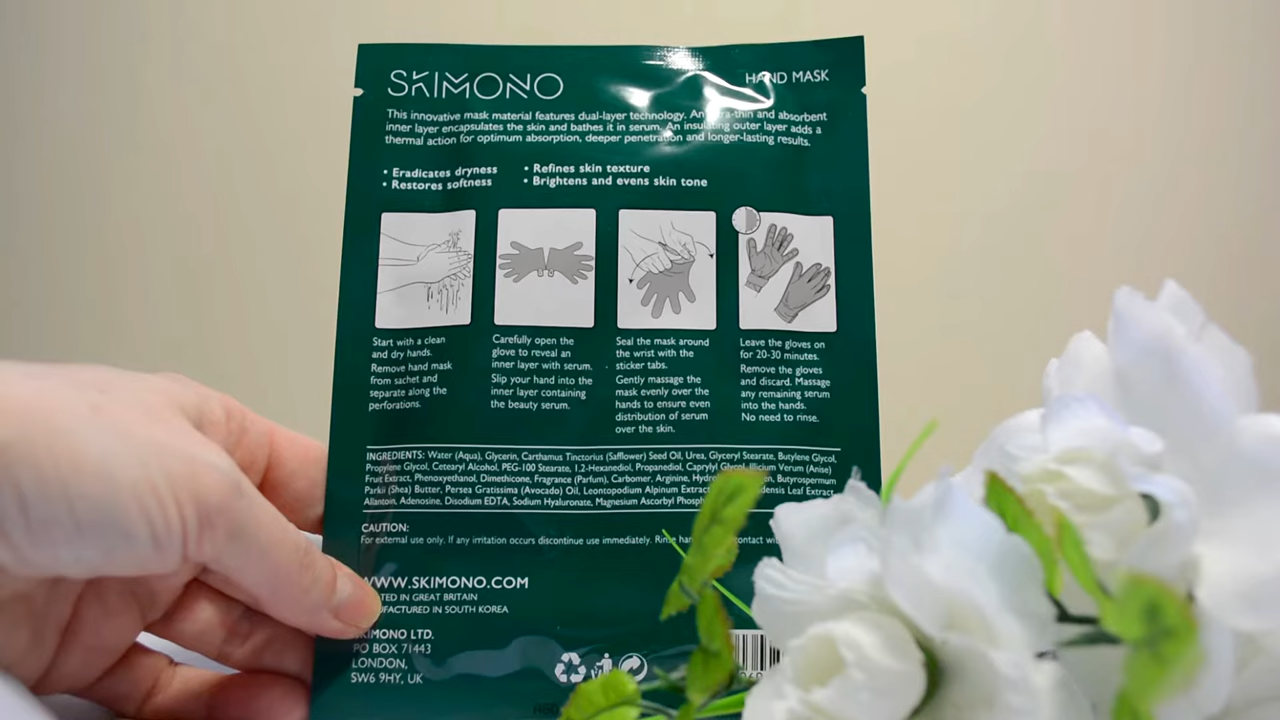 SKIMONO
HAND MASK
This innovative mask material features dual-layer technology. An ultra-thin and absorbent
inner layer encapsulates the skin and bathes it in serum. An insulating outer layer adds a
thermal action for optimum absorption, deeper penetration and longer-lasting results.
• Eradicates dryness
• Restores softness
• Refines skin texture
• Brightens and evens skin tone
Start with a clean
and dry hands.
Remove hand mask
from sachet and
separate along the
perforations.
Carefully open the
glove to reveal an
inner layer with serum.
Slip your hand into the
inner layer containing
the beauty serum.
Seal the mask around
the wrist with the
sticker tabs.
Gently massage the
mask evenly over the
hands to ensure even
distribution of serum
over the skin.
Leave the gloves on
for 20-30 minutes.
Remove the gloves
and discard. Massage
any remaining serum
into the hands.
No need to rinse.
INGREDIENTS: Water (Aqua), Glycerin, Carthamus Tinctorius (Safflower) Seed Oil, Urea, Glyceryl Stearate, Butylene Glycol,
Propylene Glycol, Cetearyl Alcohol, PEG-100 Stearate, 1,2-Hexanediol, Propanediol, Caprylyl Glycol, Illicium Verum (Anise)
Fruit Extract, Phenoxyethanol, Dimethicone, Fragrance (Parfum), Carbomer, Arginine, Butyrospermum
Parkii (Shea) Butter, Persea Gratissima (Avocado) Oil, Leontopodium Alpinum Extract Leaf Extract,
Allantoin, Adenosine, Disodium EDTA, Sodium Hyaluronate, Magnesium Ascorbyl
CAUTION:
For external use only. If any irritation occurs discontinue use immediately. Rinse contact
WWW.SKIMONO.COM
TED IN GREAT BRITAIN
UFACTURED IN SOUTH KOREA
SKIMONO LTD.
PO BOX 71443
LONDON,
SW6 9HY, UK